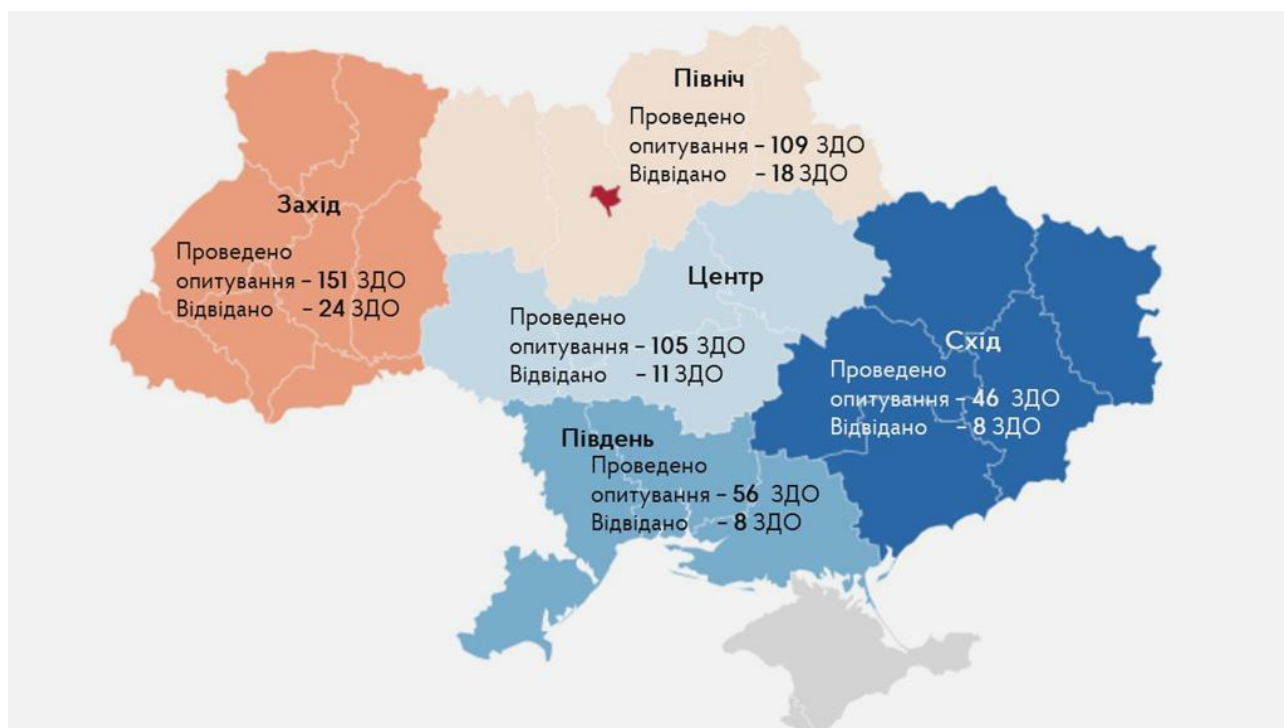 Північ
Проведено
опитування – 109 ЗДО
Відвідано – 18 ЗДО
Захід
Проведено
опитування – 151 ЗДО
Відвідано – 24 ЗДО
Центр
Проведено
опитування – 105 ЗДО
Відвідано – 11 ЗДО
Схід
Проведено
опитування – 46 ЗДО
Відвідано – 8 ЗДО
Південь
Проведено
опитування – 56 ЗДО
Відвідано – 8 ЗДО